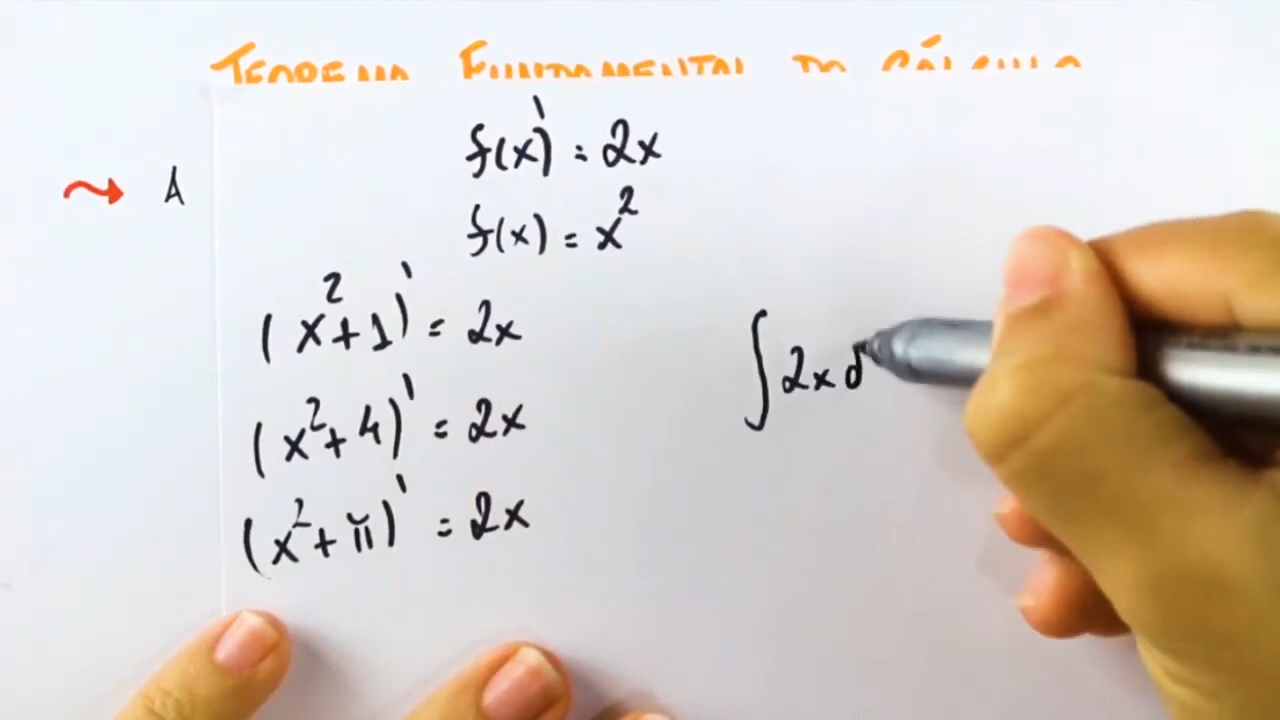 TEOREMA FUNDAMENTAL DO CÁLCULO
f(x)' = 2x
A
f(x) = x²
(x²+1)' = 2x
∫2x d
(x²+4)' = 2x
(x²+π)' = 2x